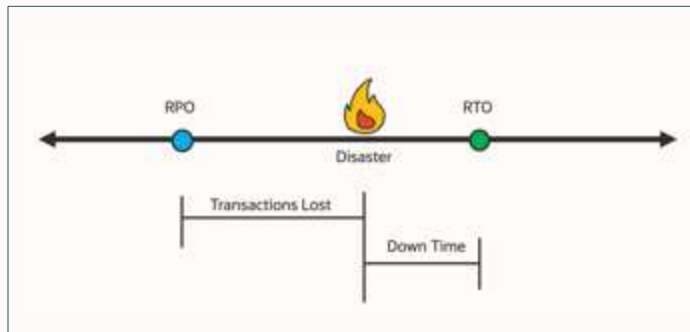 RPO
RTO
Disaster
Transactions Lost
Down Time